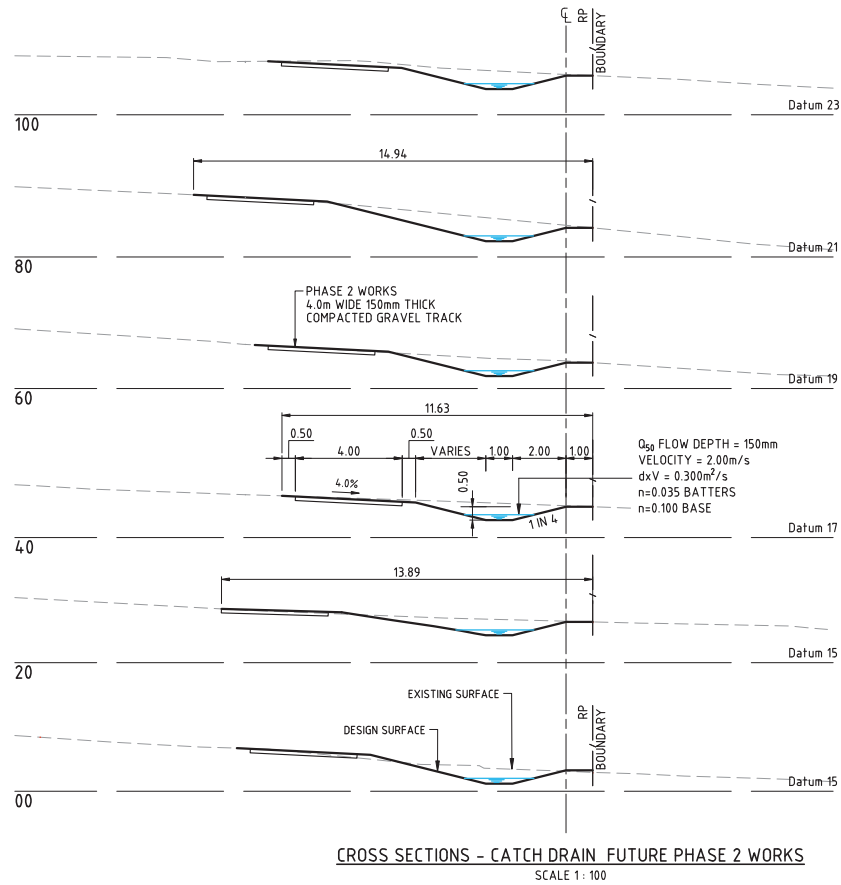 ℄
RP
BOUNDARY
Datum 23
100
14.94
Datum 21
80
PHASE 2 WORKS
4.0m WIDE 150mm THICK
COMPACTED GRAVEL TRACK
Datum 19
60
11.63
0.50
4.00
0.50
VARIES
1.00
2.00
1.00
4.0%
0.50
1 IN 4
Q50 FLOW DEPTH = 150mm
VELOCITY = 2.00m/s
dxV = 0.300m²/s
n=0.035 BATTERS
n=0.100 BASE
Datum 17
40
13.89
Datum 15
20
EXISTING SURFACE
DESIGN SURFACE
RP
BOUNDARY
Datum 15
00
CROSS SECTIONS - CATCH DRAIN FUTURE PHASE 2 WORKS
SCALE 1 : 100